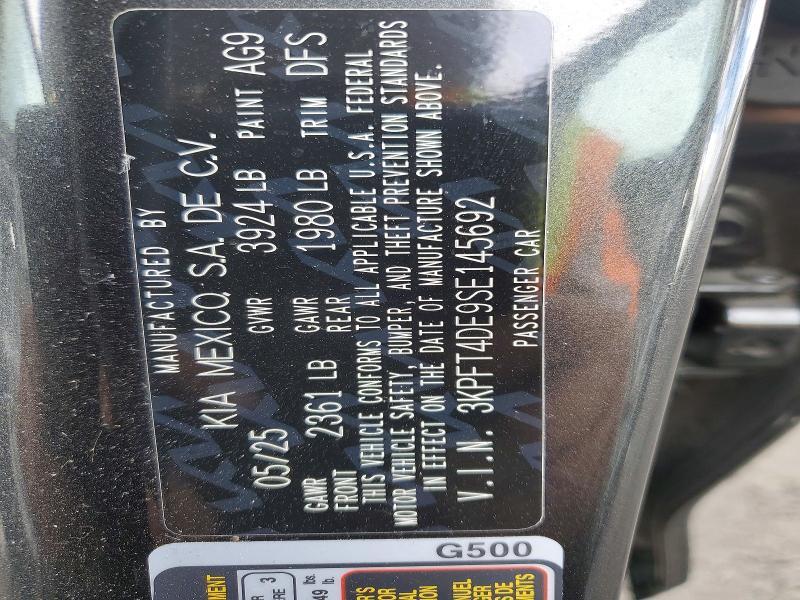 MANUFACTURED BY
KIA MEXICO, S.A. DE C.V.
05/25 GVWR 3924 LB PAINT AG9
GAWR FRONT 2361 LB GAWR REAR 1980 LB TRIM DFS
THIS VEHICLE CONFORMS TO ALL APPLICABLE U.S.A. FEDERAL
MOTOR VEHICLE SAFETY, BUMPER, AND THEFT PREVENTION STANDARDS
IN EFFECT ON THE DATE OF MANUFACTURE SHOWN ABOVE.
V.I.N. 3KPFT4DE9SE145692
PASSENGER CAR
G500
3